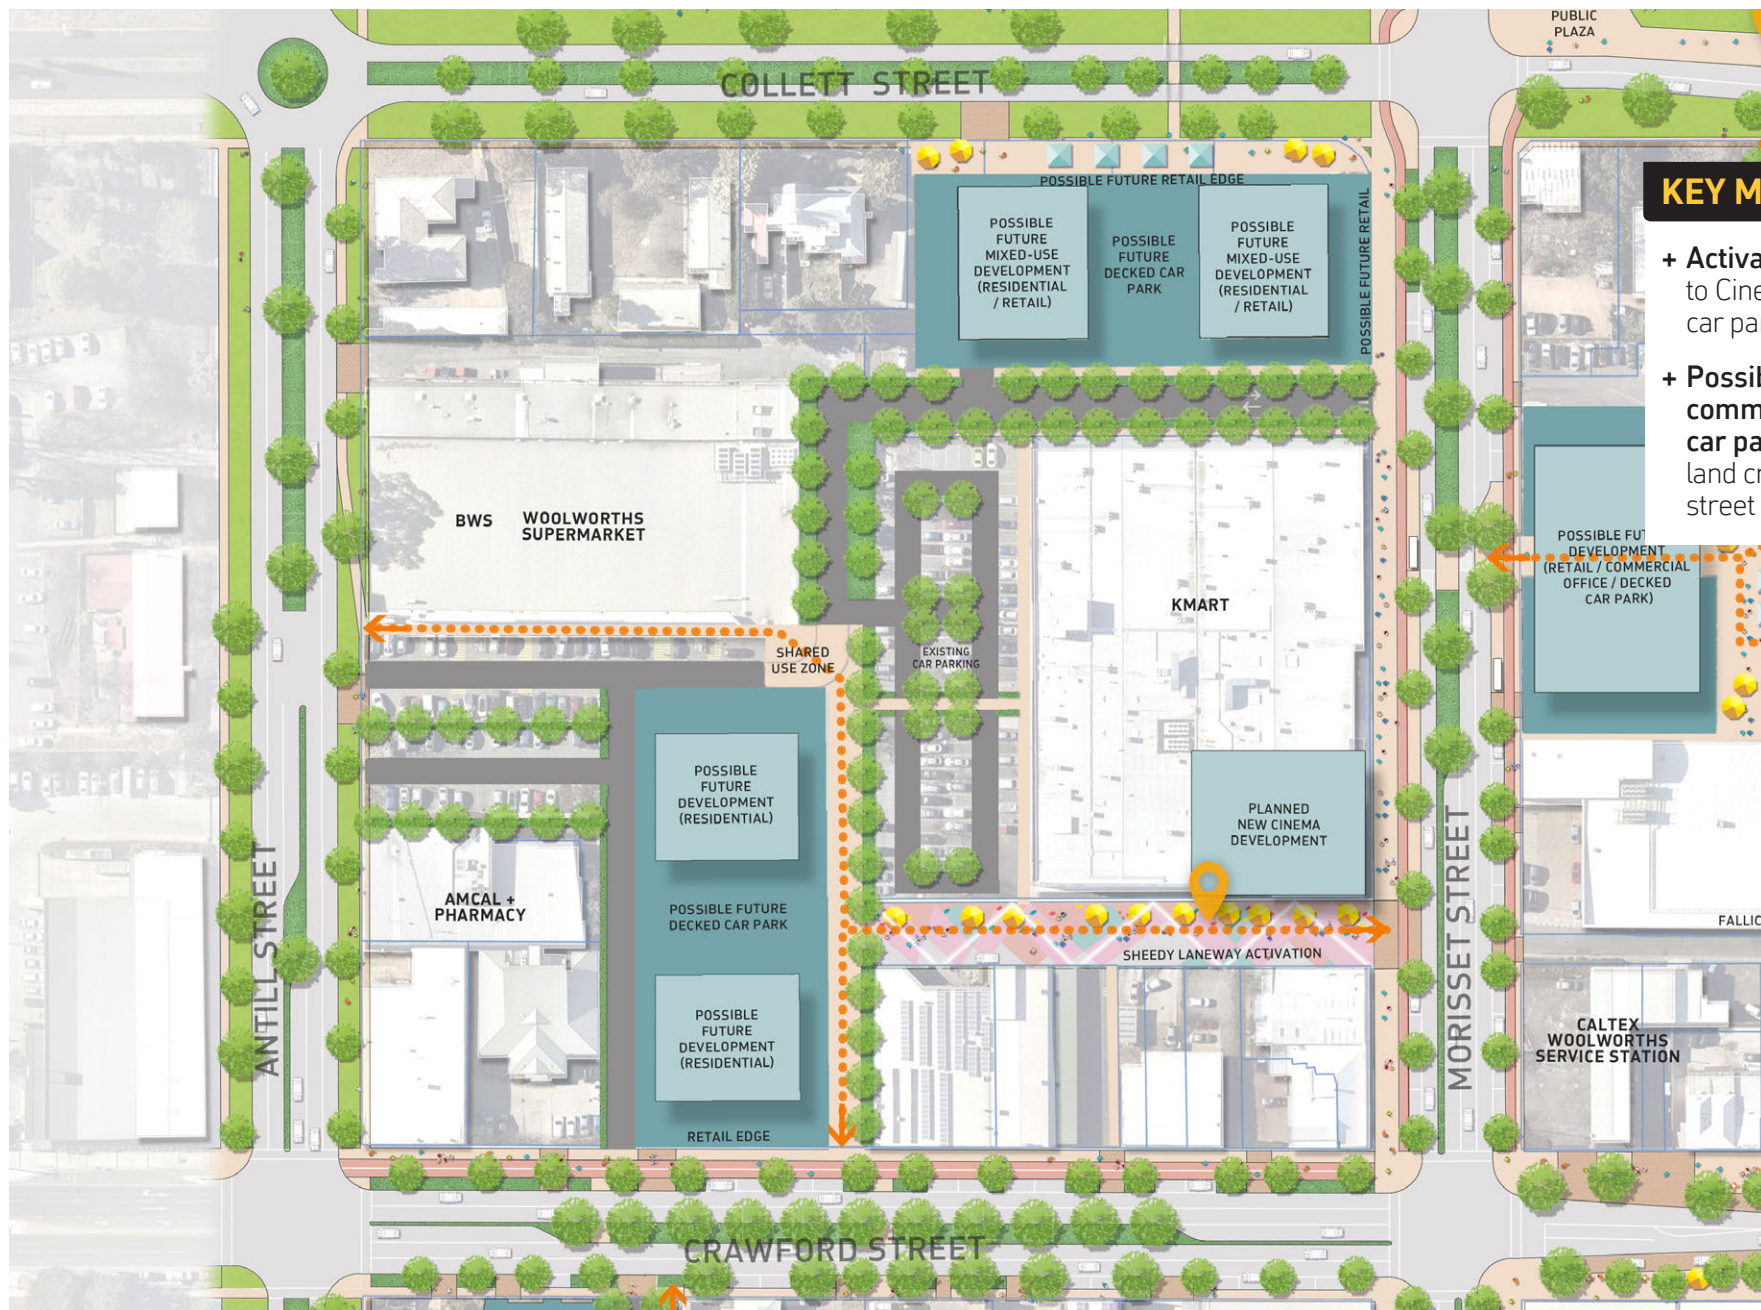 PUBLIC
PLAZA
COLLETT STREET
POSSIBLE FUTURE RETAIL EDGE
POSSIBLE
FUTURE
MIXED-USE
DEVELOPMENT
(RESIDENTIAL
/ RETAIL)
POSSIBLE
FUTURE
DECKED CAR
PARK
POSSIBLE
FUTURE
MIXED-USE
DEVELOPMENT
(RESIDENTIAL
/ RETAIL)
POSSIBLE FUTURE RETAIL
KEY M
+ Activa
to Cine
car pa
+ Possib
comm
car pa
land cr
street
BWS
WOOLWORTHS
SUPERMARKET
KMART
POSSIBLE FUT
DEVELOPMENT
(RETAIL / COMMERCIAL
OFFICE / DECKED
CAR PARK)
SHARED
USE ZONE
EXISTING
CAR PARKING
POSSIBLE
FUTURE
DEVELOPMENT
(RESIDENTIAL)
PLANNED
NEW CINEMA
DEVELOPMENT
AMCAL +
PHARMACY
POSSIBLE FUTURE
DECKED CAR PARK
SHEEDY LANEWAY ACTIVATION
FALLIC
ANTILL STREET
MORISSET STREET
POSSIBLE
FUTURE
DEVELOPMENT
(RESIDENTIAL)
CALTEX
WOOLWORTHS
SERVICE STATION
RETAIL EDGE
CRAWFORD STREET